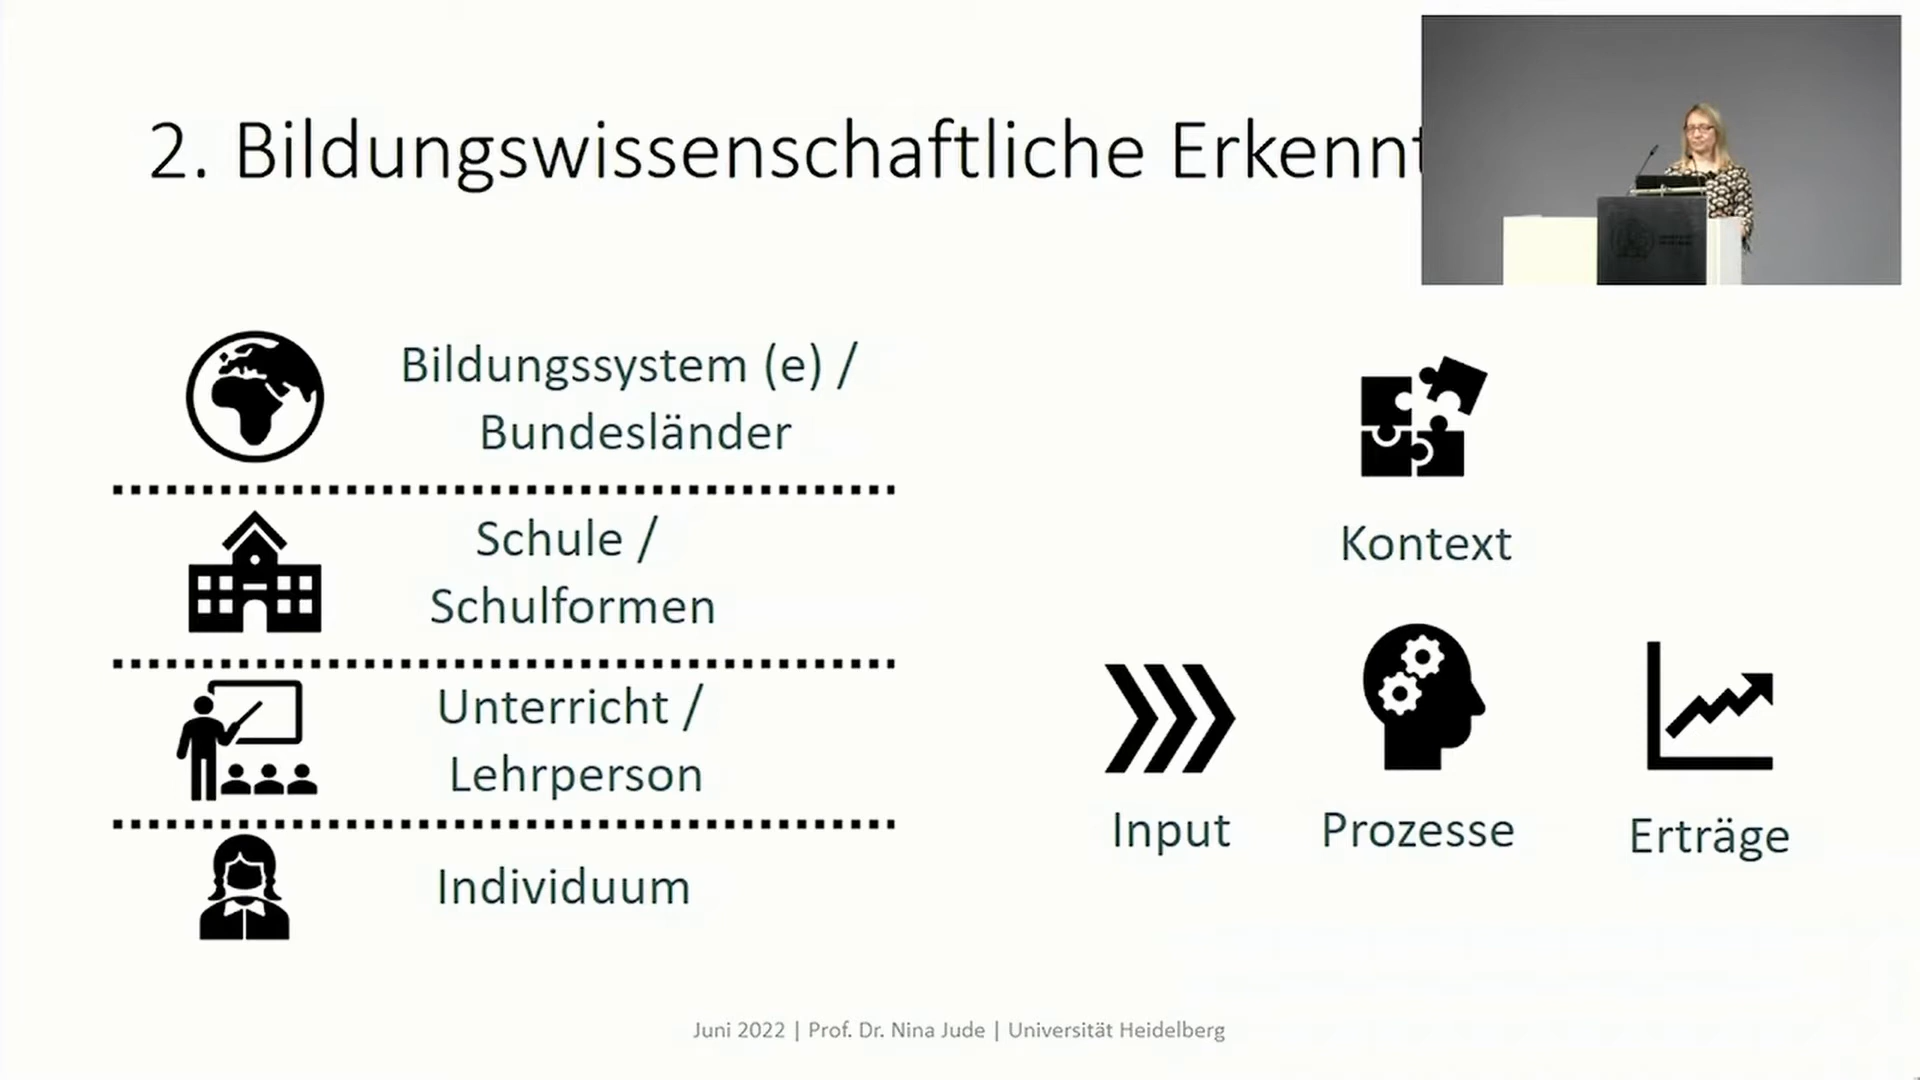 2. Bildungswissenschaftliche Erkennt
Bildungssystem (e) /
Bundesländer
Schule /
Schulformen
Unterricht /
Lehrperson
Individuum
Kontext
Input
Prozesse
Erträge
Juni 2022 | Prof. Dr. Nina Jude | Universität Heidelberg